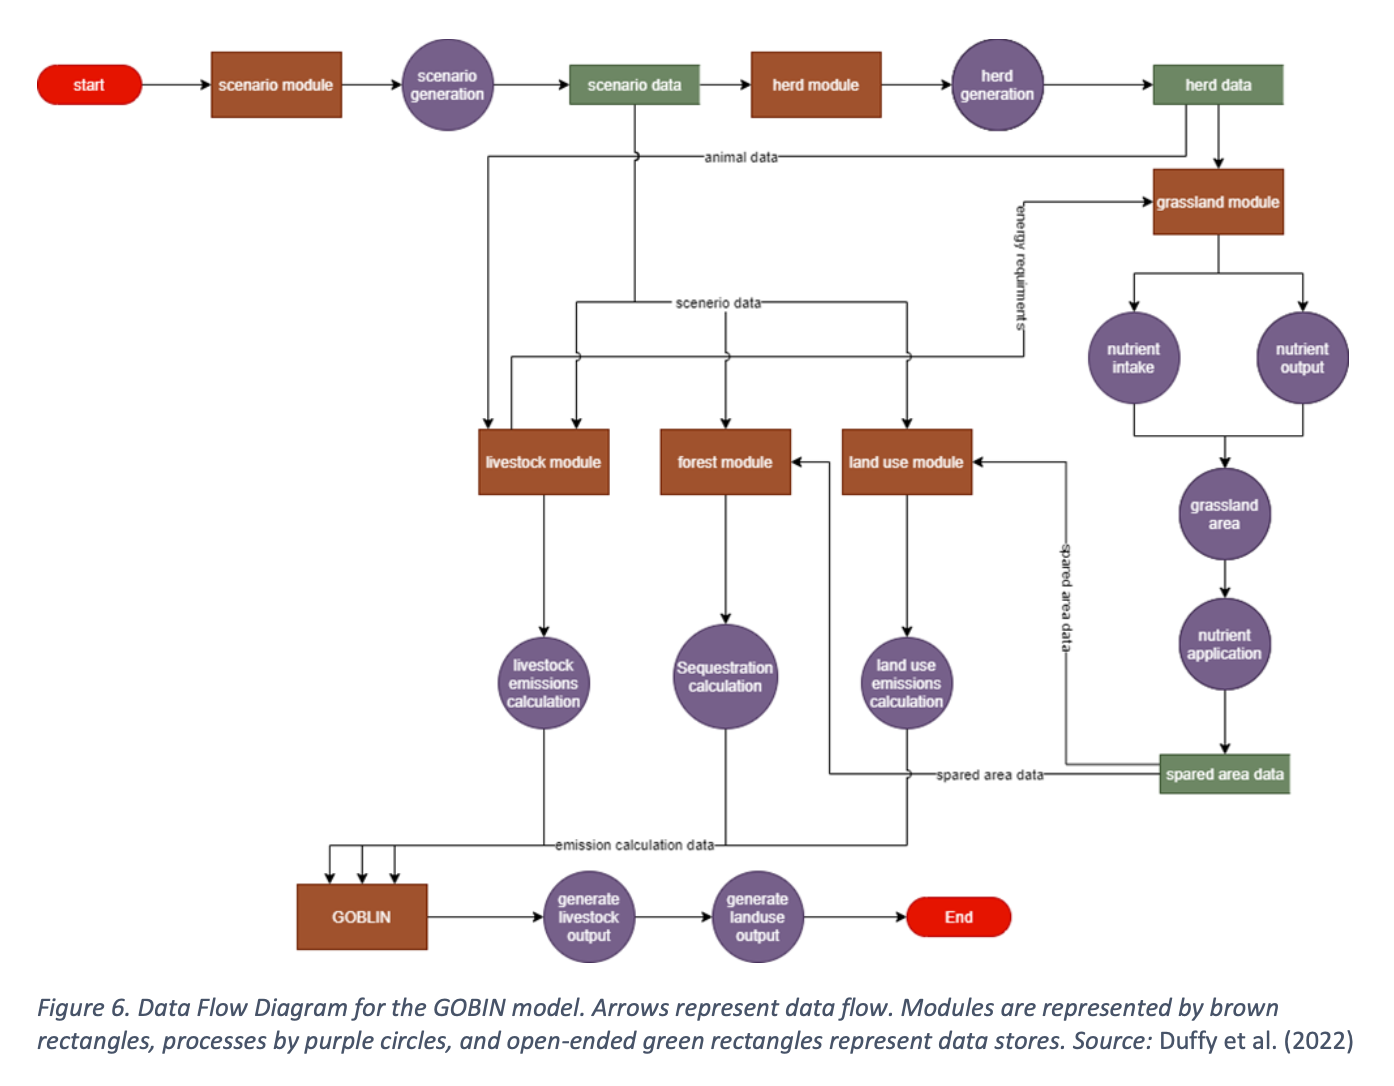 start
scenario module
scenario
generation
scenario data
herd module
herd
generation
herd data
animal data
grassland module
energy requirments
scenerio data
nutrient
intake
nutrient
output
livestock module
forest module
land use module
grassland
area
spared area data
nutrient
application
livestock
emissions
calculation
Sequestration
calculation
land use
emissions
calculation
spared area data
spared area data
emission calculation data
GOBLIN
generate
livestock
output
generate
landuse
output
End
Figure 6. Data Flow Diagram for the GOBIN model. Arrows represent data flow. Modules are represented by brown
rectangles, processes by purple circles, and open-ended green rectangles represent data stores. Source: Duffy et al. (2022)